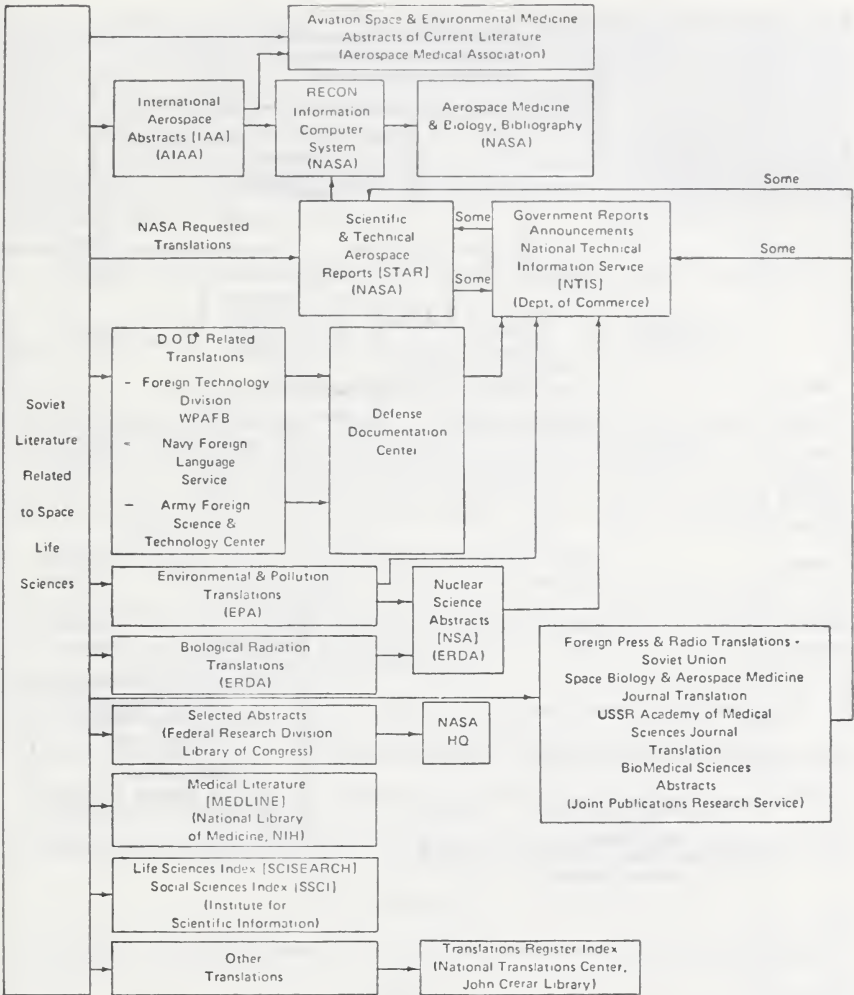 Aviation Space & Environmental Medicine
Abstracts of Current Literature
(Aerospace Medical Association)
International
Aerospace
Abstracts [IAA]
(AIAA)
RECON
Information
Computer
System
(NASA)
Aerospace Medicine
& Biology, Bibliography
(NASA)
Some
NASA Requested
Translations
Scientific
& Technical
Aerospace
Reports [STAR]
(NASA)
Some
Some
Government Reports
Announcements
National Technical
Information Service
[NTIS]
(Dept. of Commerce)
Some
Soviet
Literature
Related
to Space
Life
Sciences
D O D Related
Translations
- Foreign Technology
Division
WPAFB
- Navy Foreign
Language
Service
- Army Foreign
Science &
Technology Center
Defense
Documentation
Center
Environmental & Pollution
Translations
(EPA)
Nuclear
Science
Abstracts
[NSA]
(ERDA)
Biological Radiation
Translations
(ERDA)
Foreign Press & Radio Translations -
Soviet Union
Space Biology & Aerospace Medicine
Journal Translation
USSR Academy of Medical
Sciences Journal
Translation
BioMedical Sciences
Abstracts
(Joint Publications Research Service)
Selected Abstracts
(Federal Research Division
Library of Congress)
NASA
HQ
Medical Literature
[MEDLINE]
(National Library
of Medicine, NIH)
Life Sciences Index [SCISEARCH]
Social Sciences Index [SSCI]
(Institute for
Scientific Information)
Other
Translations
Translations Register Index
(National Translations Center,
John Crerar Library)